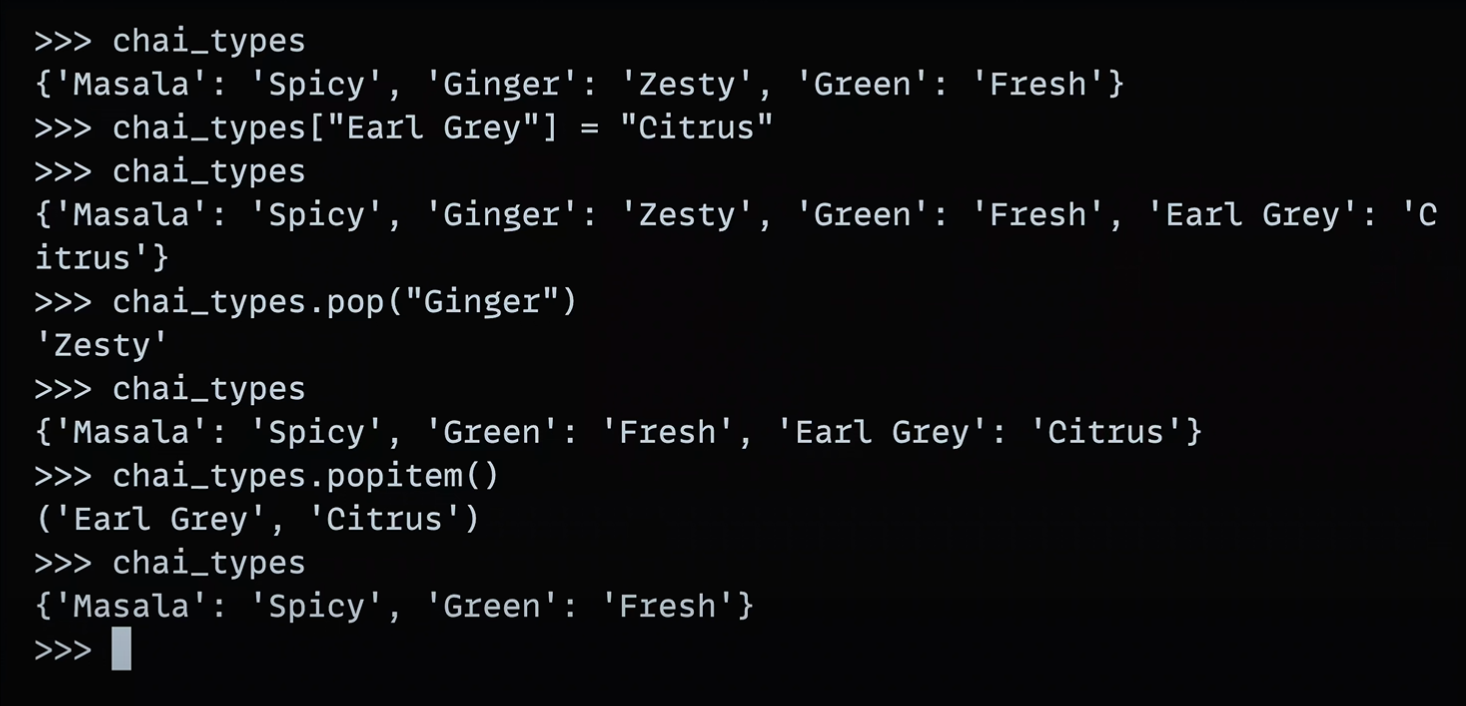 >>> chai_types
{'Masala': 'Spicy', 'Ginger': 'Zesty', 'Green': 'Fresh'}
>>> chai_types["Earl Grey"] = "Citrus"
>>> chai_types
{'Masala': 'Spicy', 'Ginger': 'Zesty', 'Green': 'Fresh', 'Earl Grey': 'C
itrus'}
>>> chai_types.pop("Ginger")
'Zesty'
>>> chai_types
{'Masala': 'Spicy', 'Green': 'Fresh', 'Earl Grey': 'Citrus'}
>>> chai_types.popitem()
('Earl Grey', 'Citrus')
>>> chai_types
{'Masala': 'Spicy', 'Green': 'Fresh'}
>>>